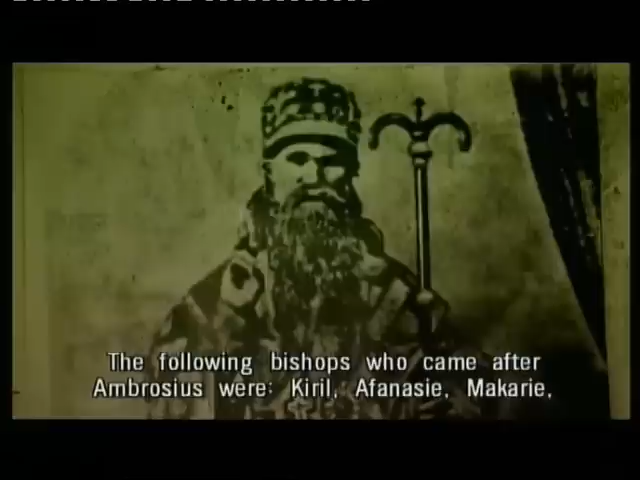 The following bishops who came after
Ambrosius were: Kiril, Afanasie, Makarie,